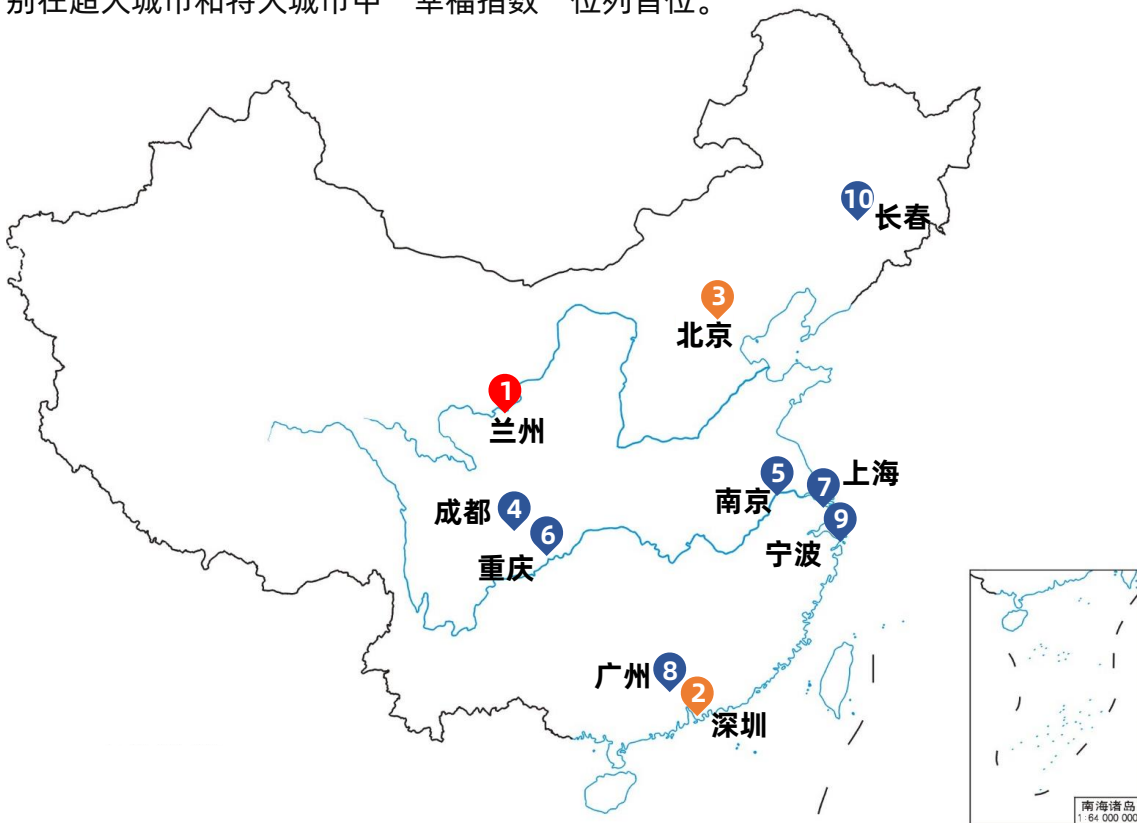 别在超大城市和特大城市中“幸福指数”位列首位。
10
长春
3
北京
1
兰州
5
上海
南京
7
成都
4
9
6
宁波
重庆
广州
8
2
深圳
南海诸岛
1:64 000 000